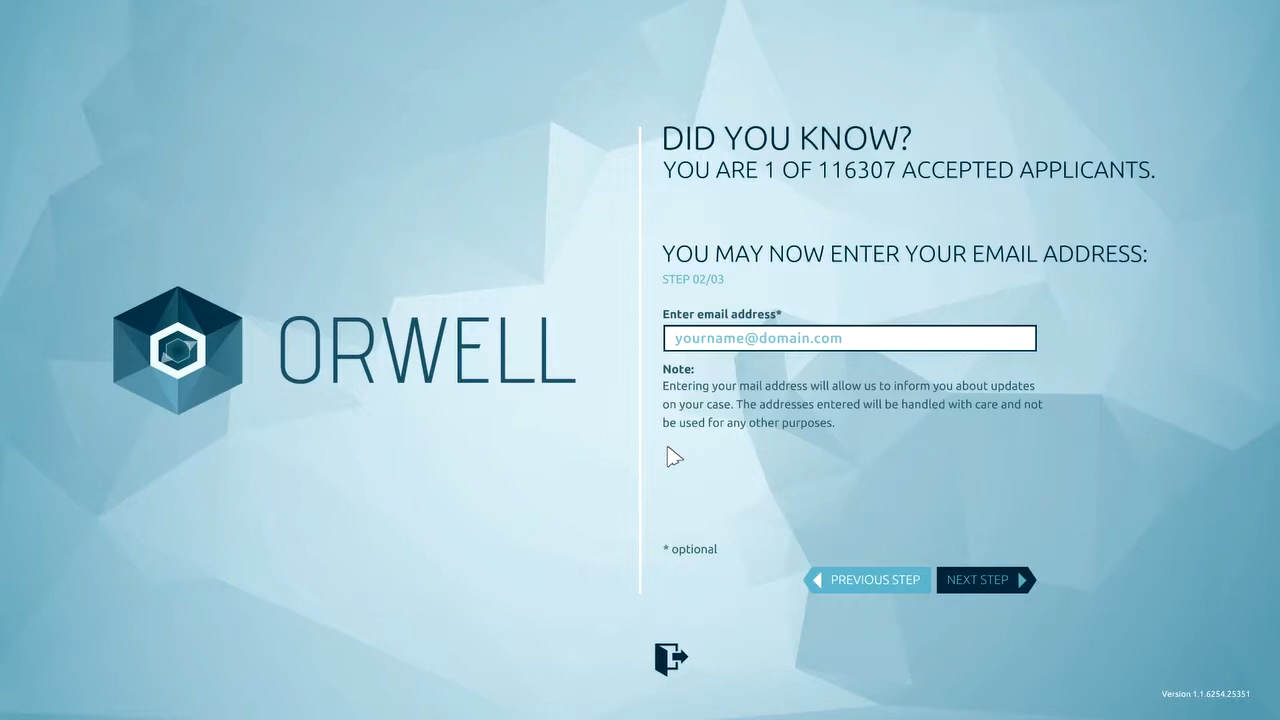 DID YOU KNOW?
YOU ARE 1 OF 116307 ACCEPTED APPLICANTS.
YOU MAY NOW ENTER YOUR EMAIL ADDRESS:
STEP 02/03
Enter email address*
yourname@domain.com
Note:
Entering your mail address will allow us to inform you about updates
on your case. The addresses entered will be handled with care and not
be used for any other purposes.
ORWELL
* optional
PREVIOUS STEP
NEXT STEP
Version 1.1.6254.25351